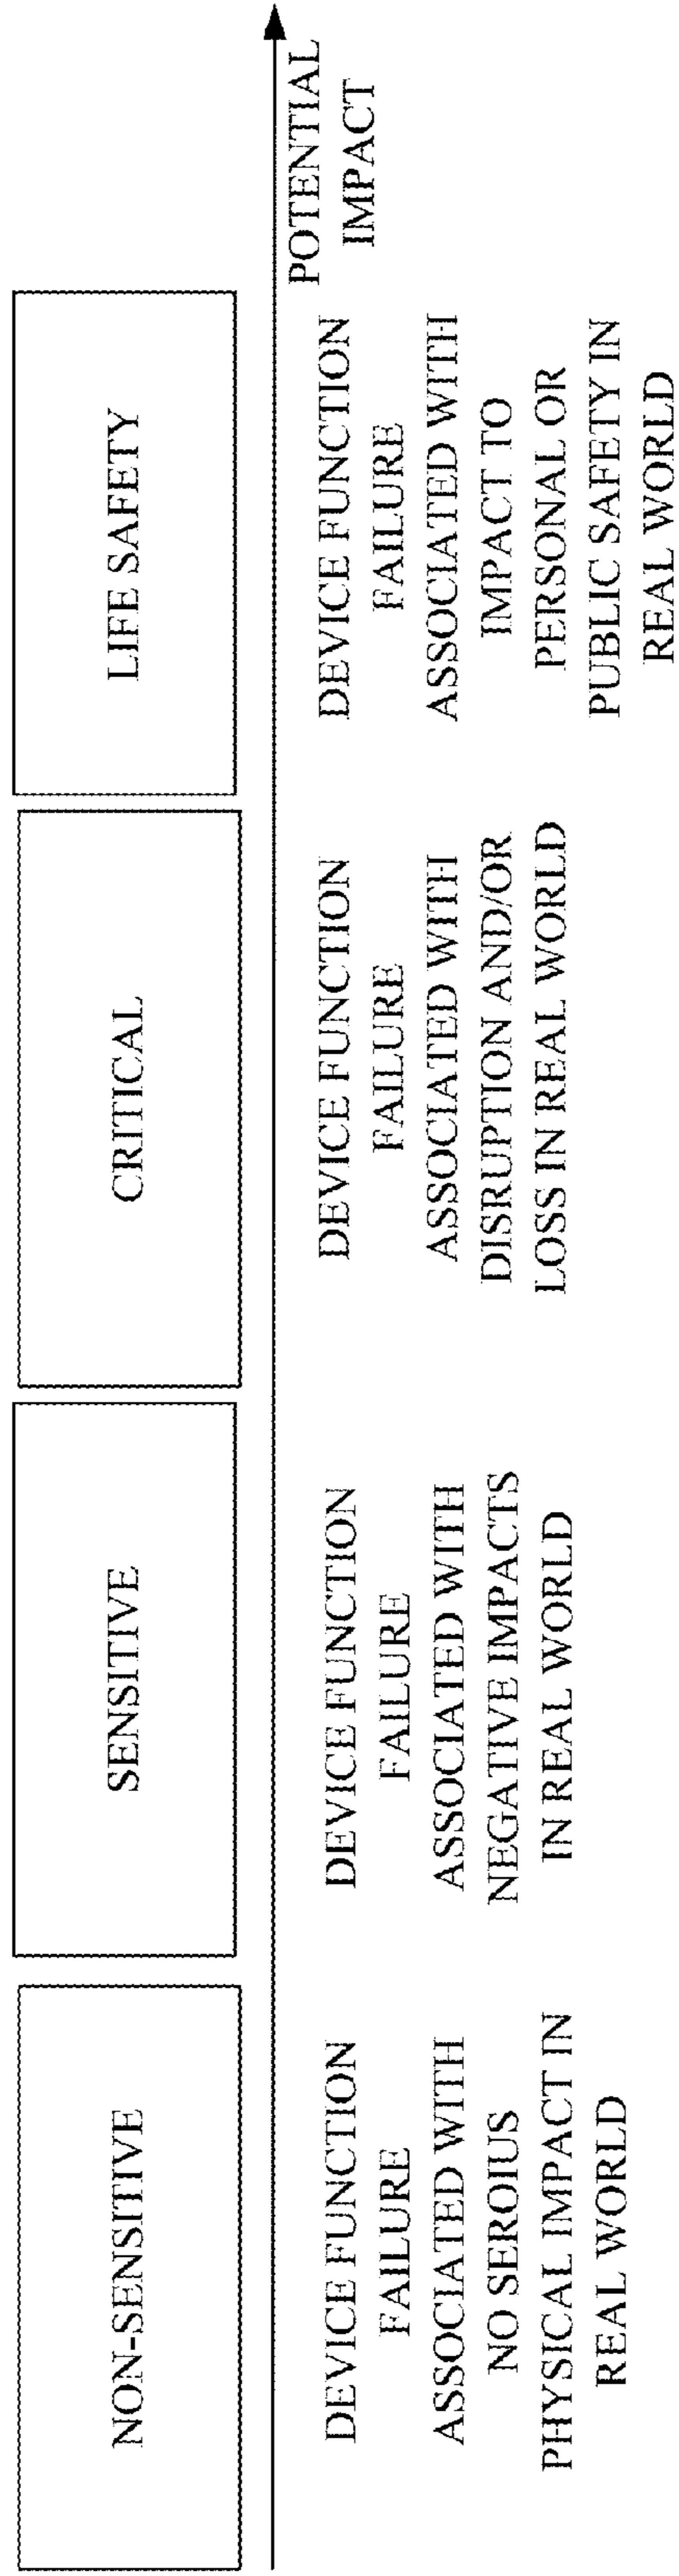 NON-SENSITIVE
SENSITIVE
CRITICAL
LIFE SAFETY
POTENTIAL
IMPACT
DEVICE FUNCTION
FAILURE
ASSOCIATED WITH
NO SEROIUS
PHYSICAL IMPACT IN
REAL WORLD
DEVICE FUNCTION
FAILURE
ASSOCIATED WITH
NEGATIVE IMPACTS
IN REAL WORLD
DEVICE FUNCTION
FAILURE
ASSOCIATED WITH
DISRUPTION AND/OR
LOSS IN REAL WORLD
DEVICE FUNCTION
FAILURE
ASSOCIATED WITH
IMPACT TO
PERSONAL OR
PUBLIC SAFETY IN
REAL WORLD